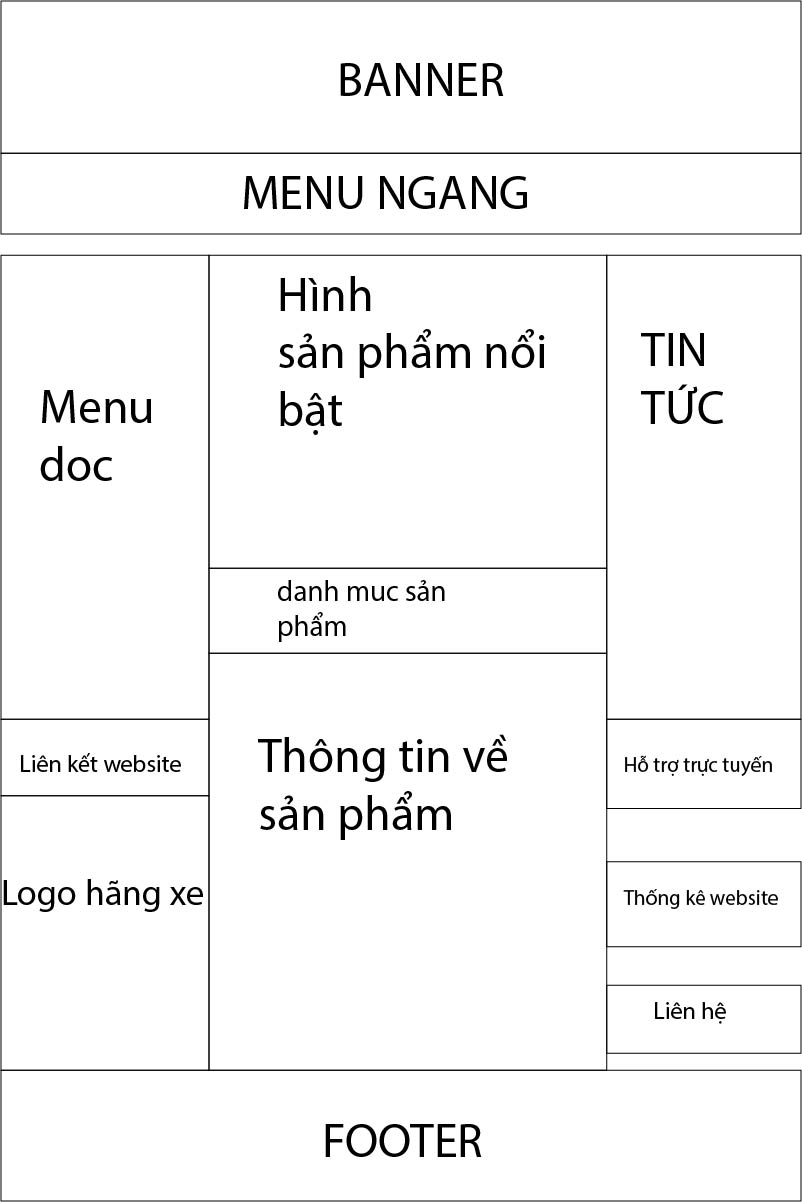 BANNER
MENU NGANG
Menu
doc
Liên kết website
Logo hãng xe
Hình
sản phẩm nổi
bật
danh muc sản
phẩm
Thông tin về
sản phẩm
TIN
TỨC
Hỗ trợ trực tuyến
Thống kê website
Liên hệ
FOOTER